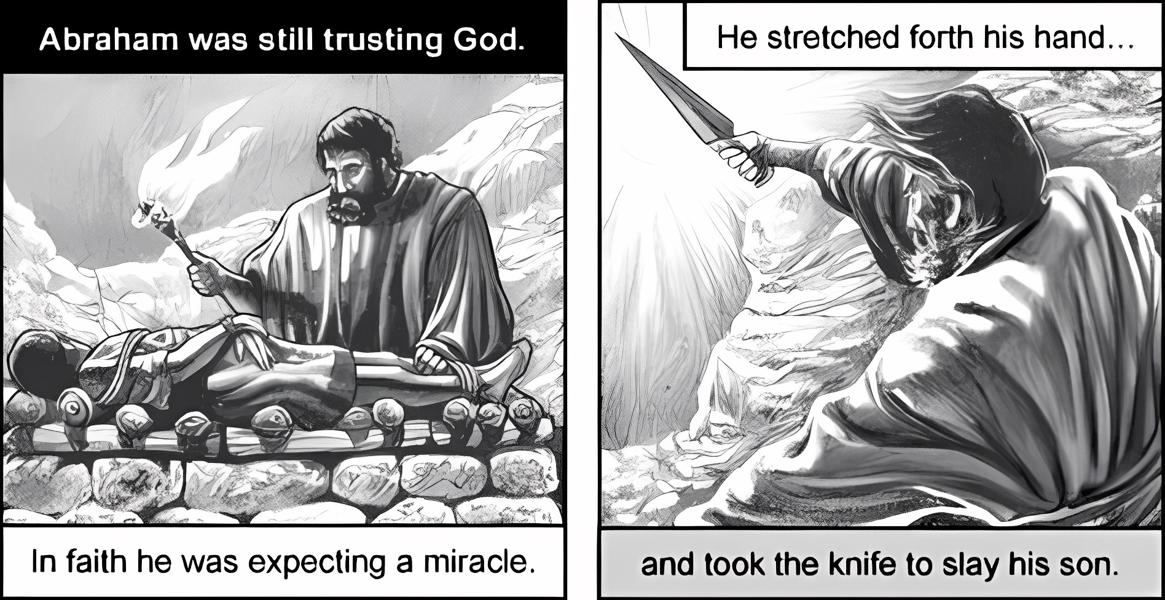 Abraham was still trusting God.
In faith he was expecting a miracle.
He stretched forth his hand...
and took the knife to slay his son.